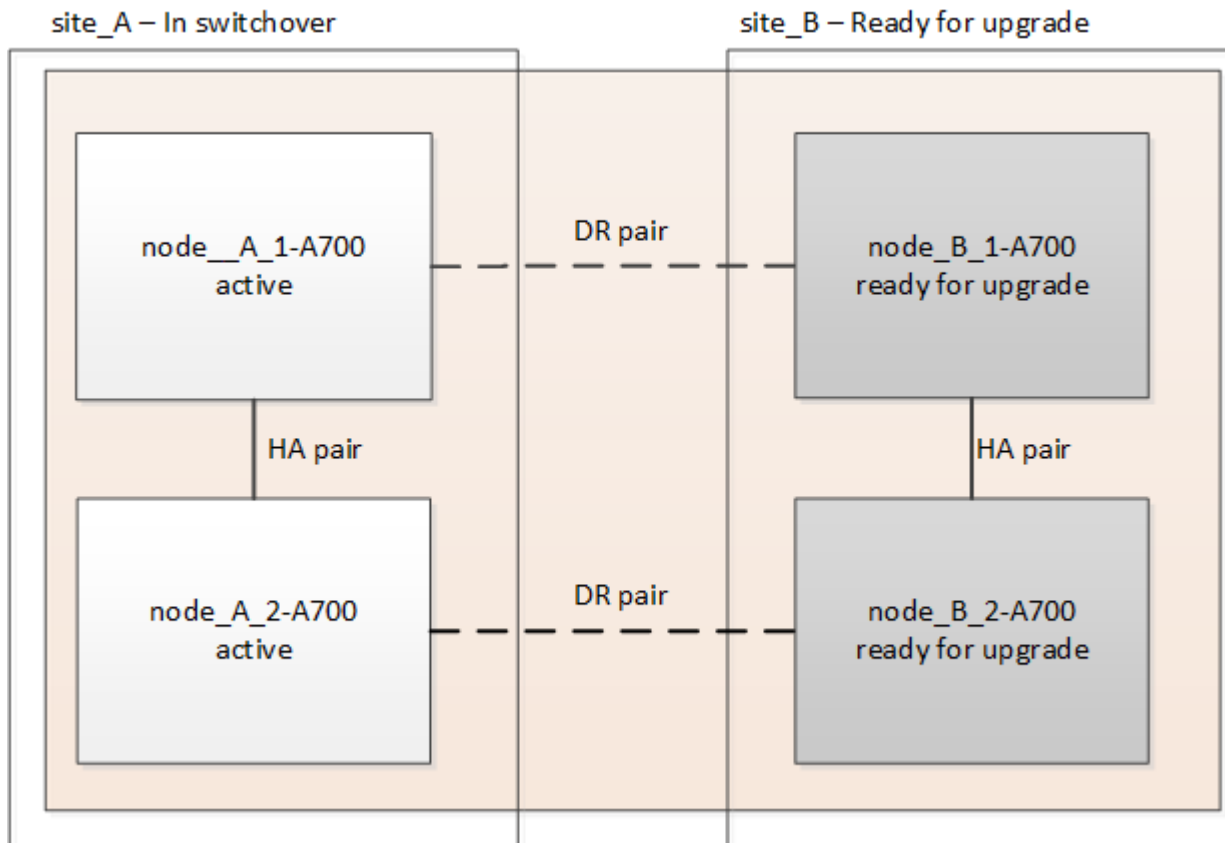 site_A – In switchover
site_B – Ready for upgrade
node__A_1-A700
active
DR pair
node_B_1-A700
ready for upgrade
HA pair
HA pair
node_A_2-A700
active
DR pair
node_B_2-A700
ready for upgrade